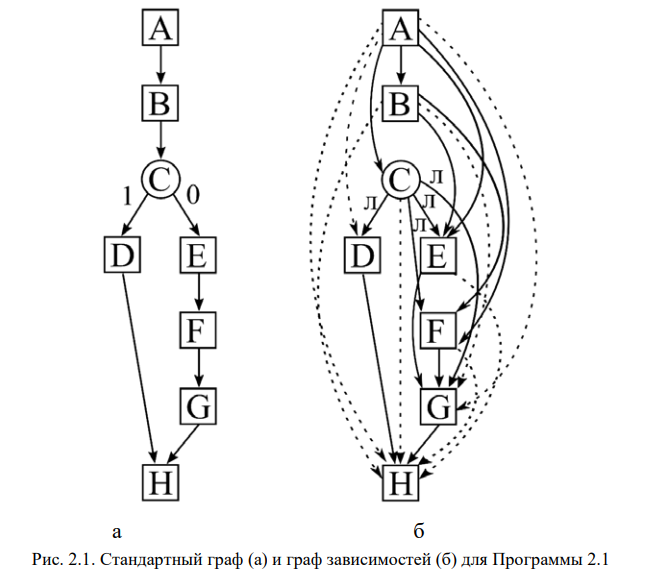 A
A
B
B
C
C
1
0
л
л
л
л
D
E
D
E
F
F
G
G
H
H
а
б
Рис. 2.1. Стандартный граф (а) и граф зависимостей (б) для Программы 2.1